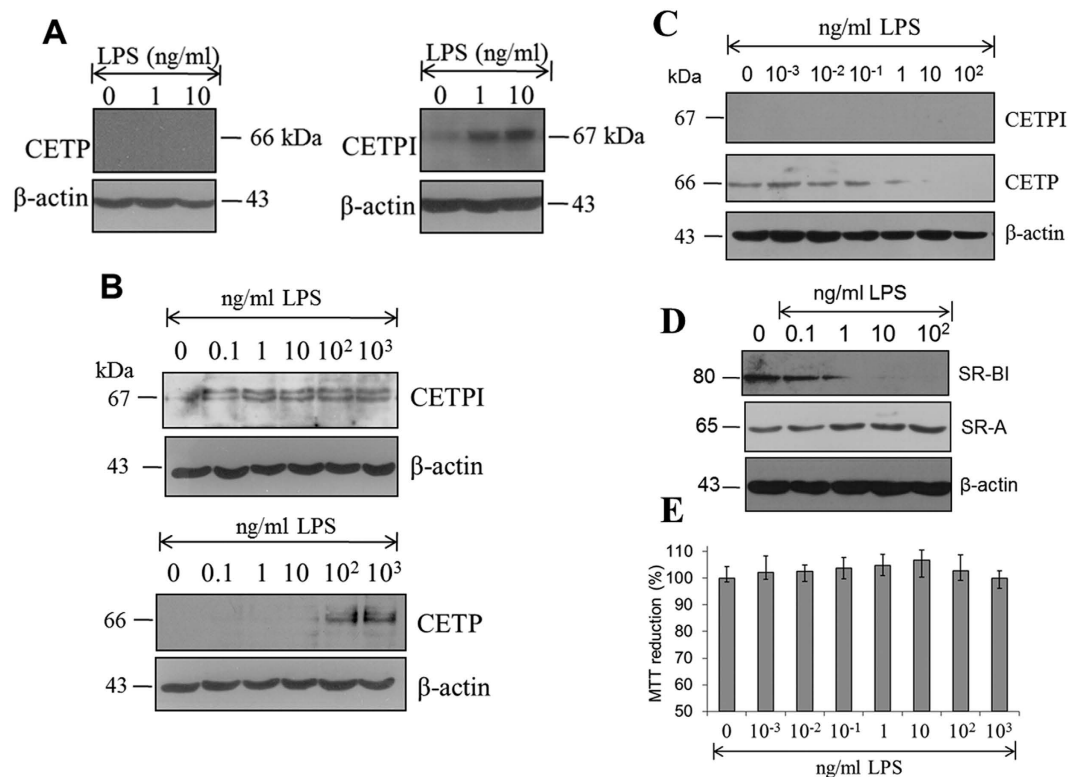 A
LPS (ng/ml)
0 1 10
CETP
66 kDa
β-actin
43
LPS (ng/ml)
0 1 10
CETPI
67 kDa
β-actin
43
B
ng/ml LPS
0 0.1 1 10 10² 10³
kDa
67
CETPI
43
β-actin
ng/ml LPS
0 0.1 1 10 10² 10³
66
CETP
43
β-actin
C
ng/ml LPS
kDa 0 10⁻³ 10⁻² 10⁻¹ 1 10 10²
67
CETPI
66
CETP
43
β-actin
D
ng/ml LPS
0 0.1 1 10 10²
80
SR-BI
65
SR-A
43
β-actin
E
MTT reduction (%)
110
100
90
80
70
60
50
0 10⁻³ 10⁻² 10⁻¹ 1 10 10² 10³
ng/ml LPS